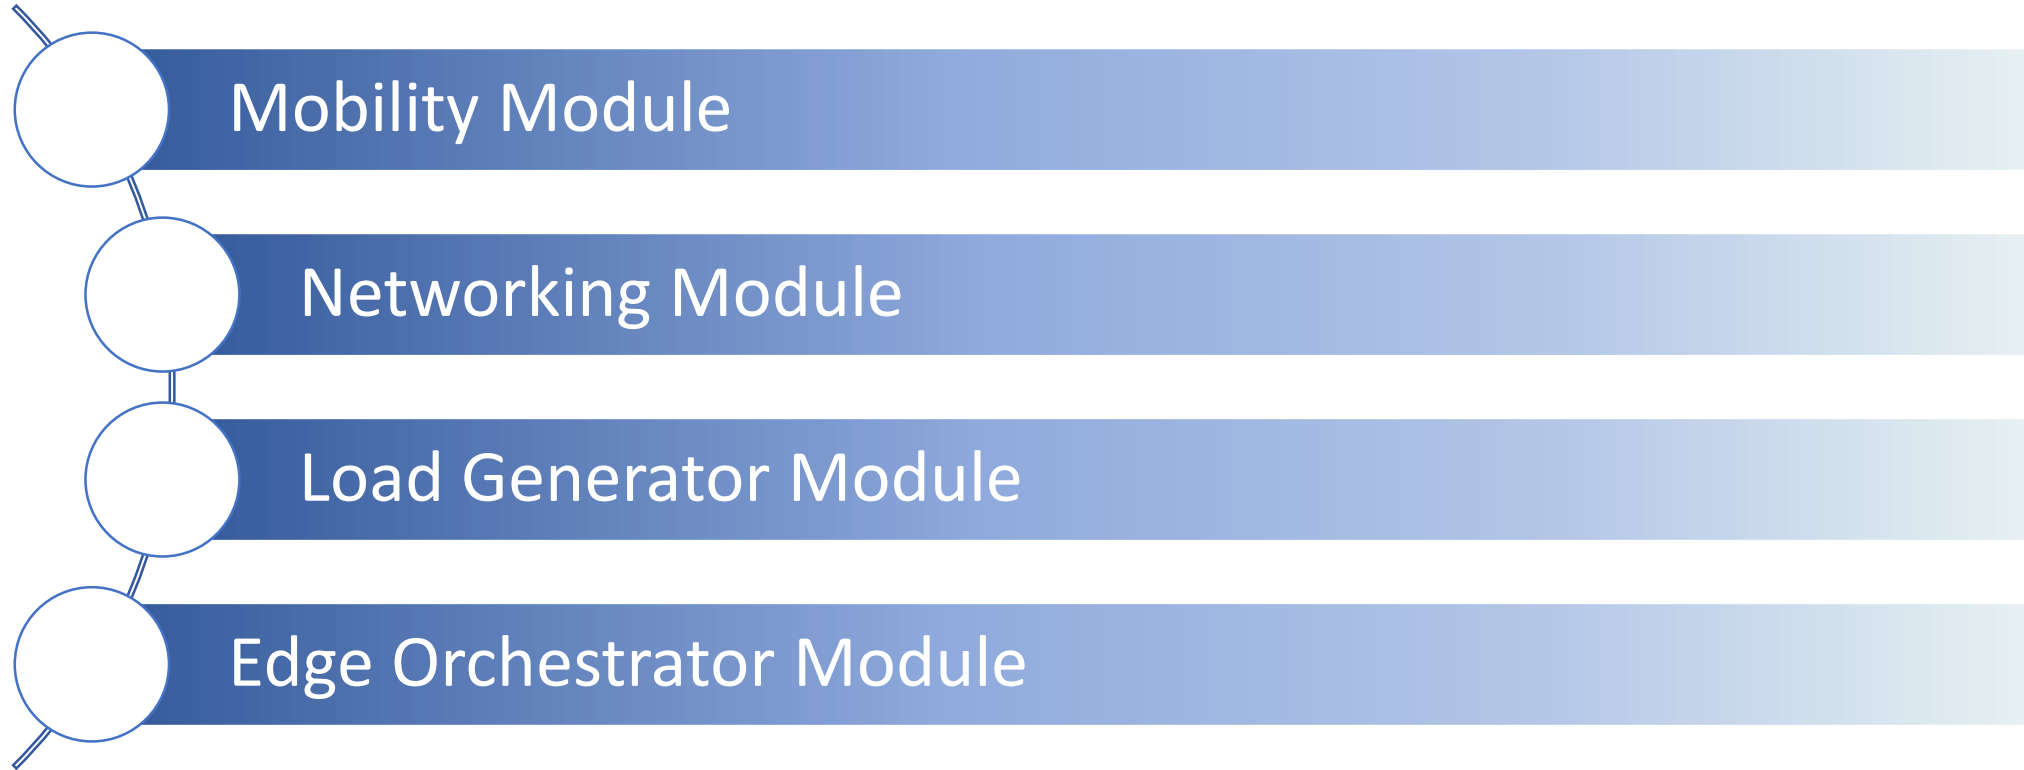 Mobility Module
Networking Module
Load Generator Module
Edge Orchestrator Module